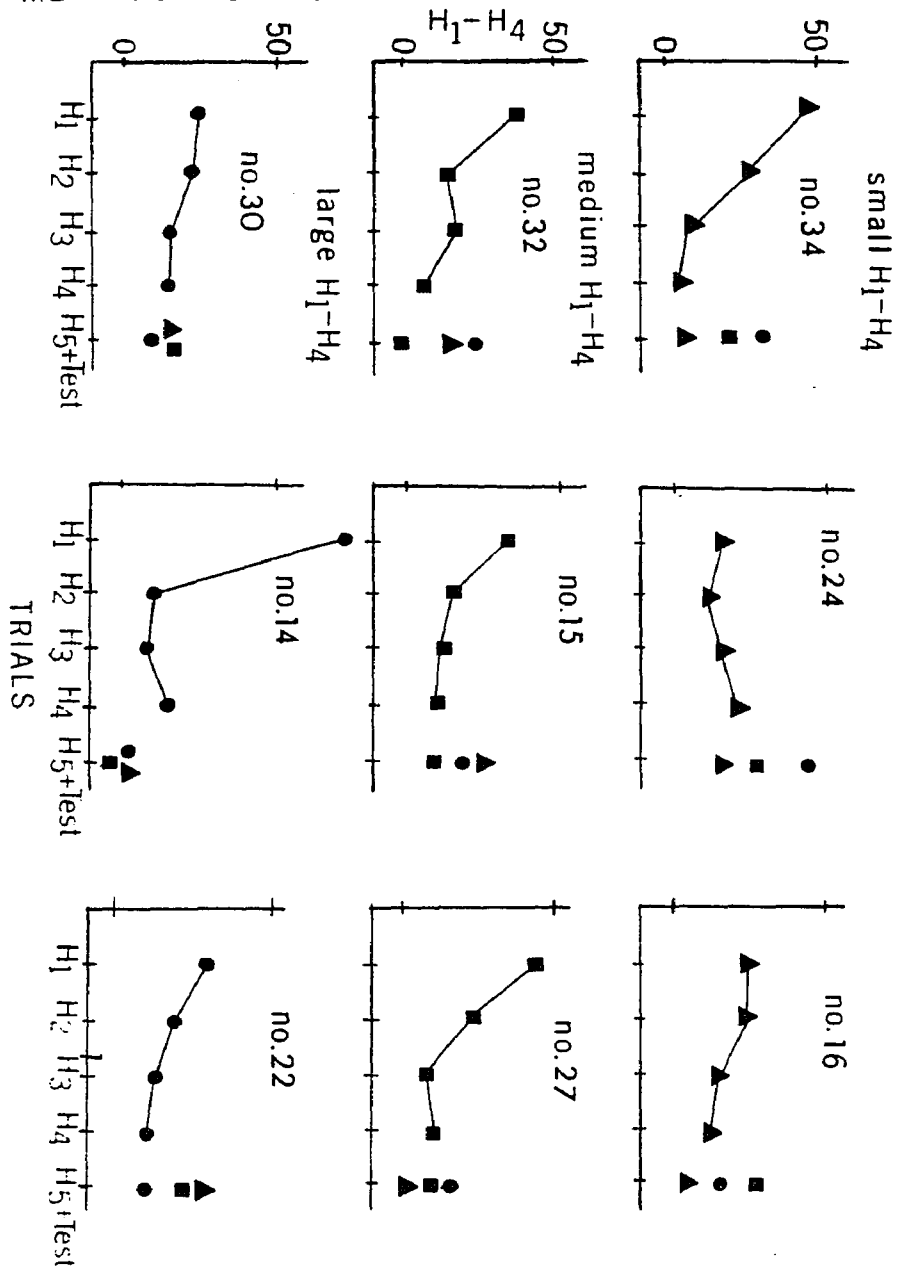 small H₁–H₄
50
0
no.34
no.24
no.16
medium H₁–H₄
H₁–H₄
50
0
no.32
no.15
no.27
large H₁–H₄
50
0
no.30
no.14
no.22
H₁ H₂ H₃ H₄ H₅+Test
H₁ H₂ H₃ H₄ H₅+Test
H₁ H₂ H₃ H₄ H₅+Test
TRIALS